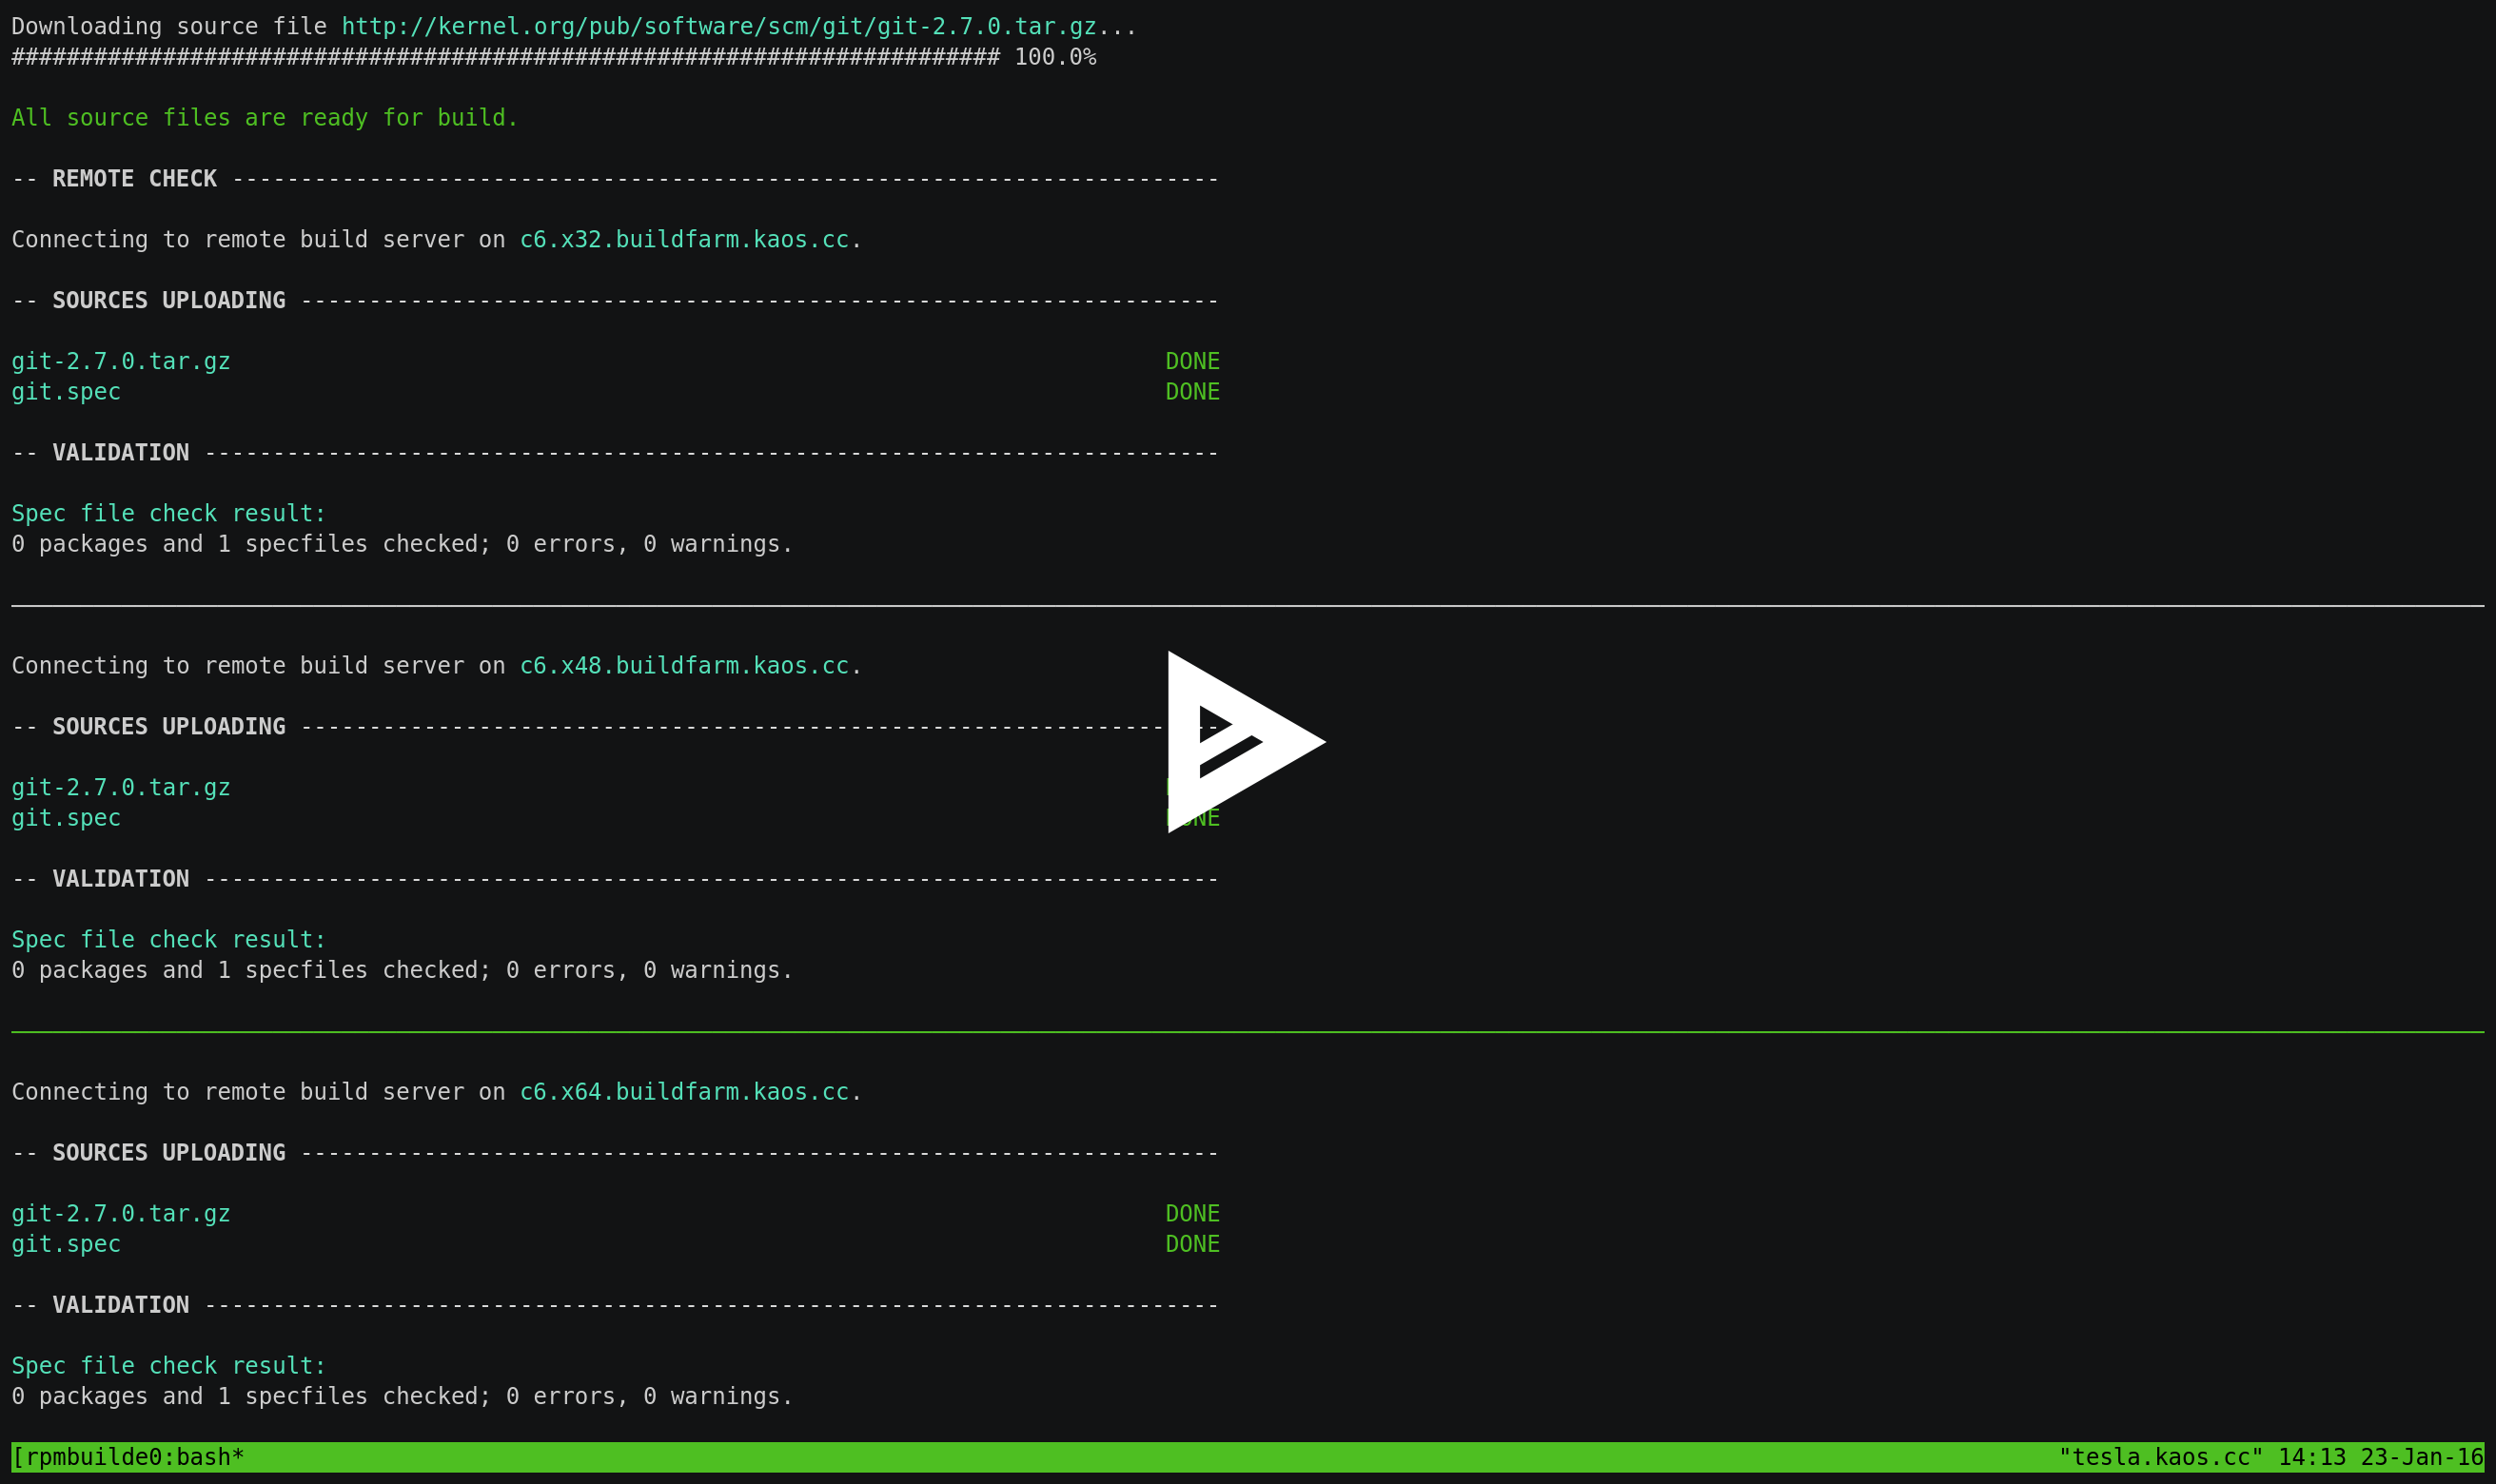 Downloading source file http://kernel.org/pub/software/scm/git/git-2.7.0.tar.gz...
######################################################################## 100.0%
All source files are ready for build.
-- REMOTE CHECK ------------------------------------------------------------------------
Connecting to remote build server on c6.x32.buildfarm.kaos.cc.
-- SOURCES UPLOADING -------------------------------------------------------------------
git-2.7.0.tar.gz DONE
git.spec DONE
-- VALIDATION --------------------------------------------------------------------------
Spec file check result:
0 packages and 1 specfiles checked; 0 errors, 0 warnings.
Connecting to remote build server on c6.x48.buildfarm.kaos.cc.
-- SOURCES UPLOADING -------------------------------------------------------------------
git-2.7.0.tar.gz
git.spec DONE
-- VALIDATION --------------------------------------------------------------------------
Spec file check result:
0 packages and 1 specfiles checked; 0 errors, 0 warnings.
Connecting to remote build server on c6.x64.buildfarm.kaos.cc.
-- SOURCES UPLOADING -------------------------------------------------------------------
git-2.7.0.tar.gz DONE
git.spec DONE
-- VALIDATION --------------------------------------------------------------------------
Spec file check result:
0 packages and 1 specfiles checked; 0 errors, 0 warnings.
[rpmbuilde0:bash* "tesla.kaos.cc" 14:13 23-Jan-16